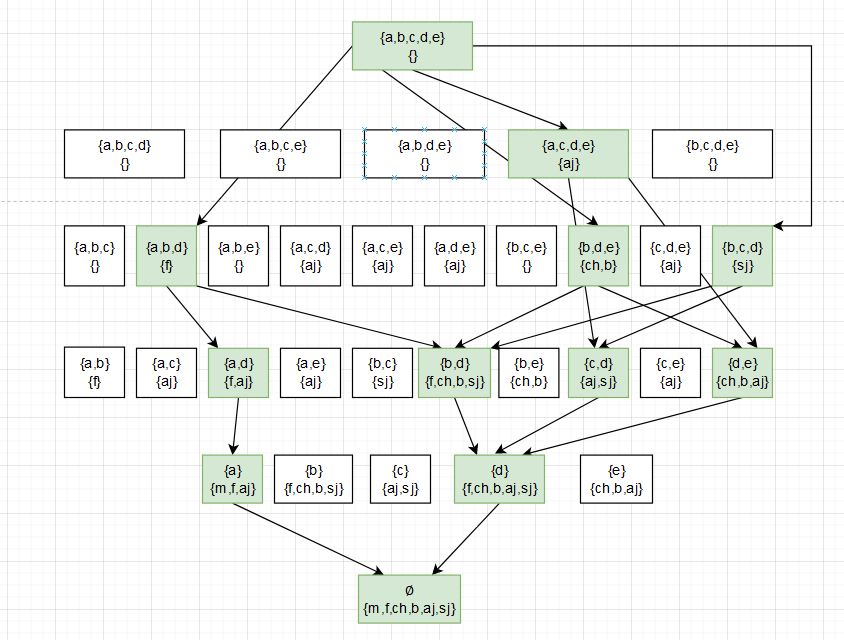 {a,b,c,d,e}
{}
{a,b,c,d}
{}
{a,b,c,e}
{}
{a,b,d,e}
{}
{a,c,d,e}
{aj}
{b,c,d,e}
{}
{a,b,c}
{}
{a,b,d}
{f}
{a,b,e}
{}
{a,c,d}
{aj}
{a,c,e}
{aj}
{a,d,e}
{aj}
{b,c,e}
{}
{b,d,e}
{ch,b}
{c,d,e}
{aj}
{b,c,d}
{sj}
{a,b}
{f}
{a,c}
{aj}
{a,d}
{f,aj}
{a,e}
{aj}
{b,c}
{sj}
{b,d}
{f,ch,b,sj}
{b,e}
{ch,b}
{c,d}
{aj,sj}
{c,e}
{aj}
{d,e}
{ch,b,aj}
{a}
{m,f,aj}
{b}
{f,ch,b,sj}
{c}
{aj,sj}
{d}
{f,ch,b,aj,sj}
{e}
{ch,b,aj}
ø
{m,f,ch,b,aj,sj}